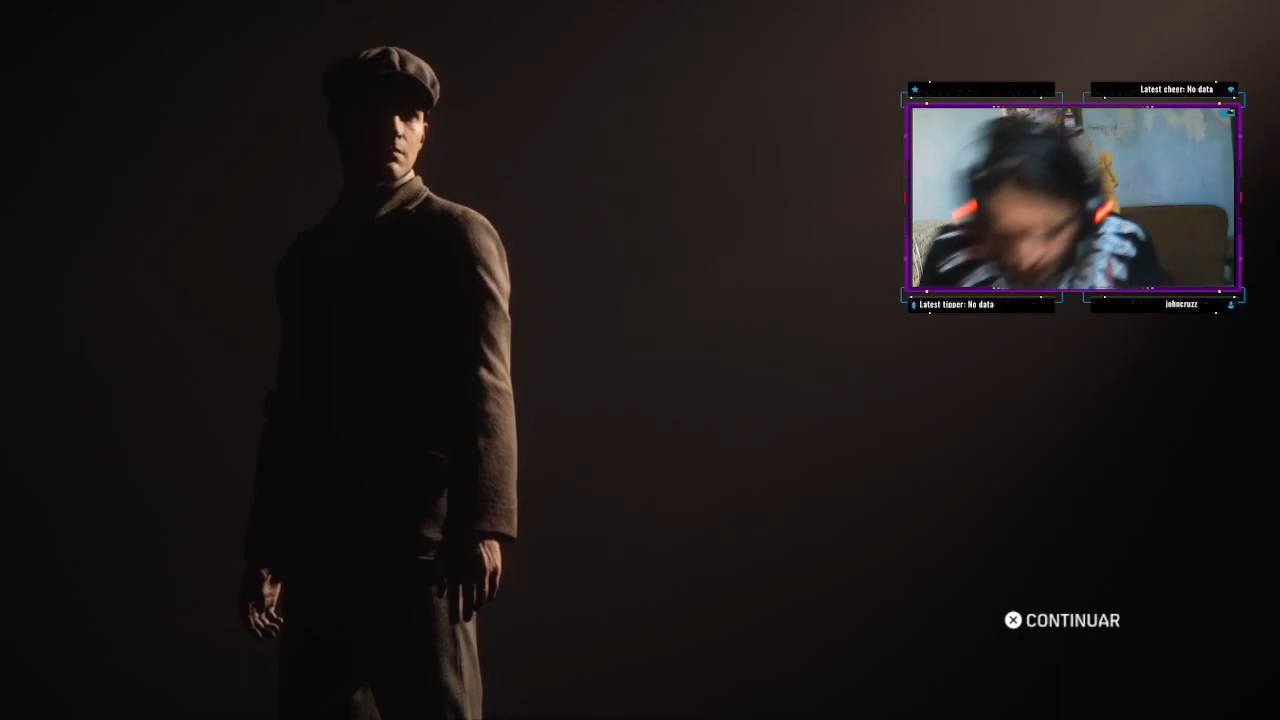 Latest cheer: No data
Latest tipper: No data
johncruzz
CONTINUAR